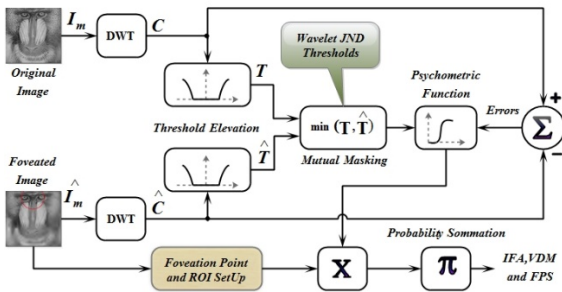 I_m
DWT
C
Original
Image
Wavelet JND
Thresholds
T
Psychometric
Function
+
Threshold Elevation
min (T, T̂)
Errors
Σ
Mutual Masking
T̂
−
Foveated
Image
Î_m
DWT
Ĉ
Probability Sommation
Foveation Point
and ROI SetUp
X
π
IFA,VDM
and FPS